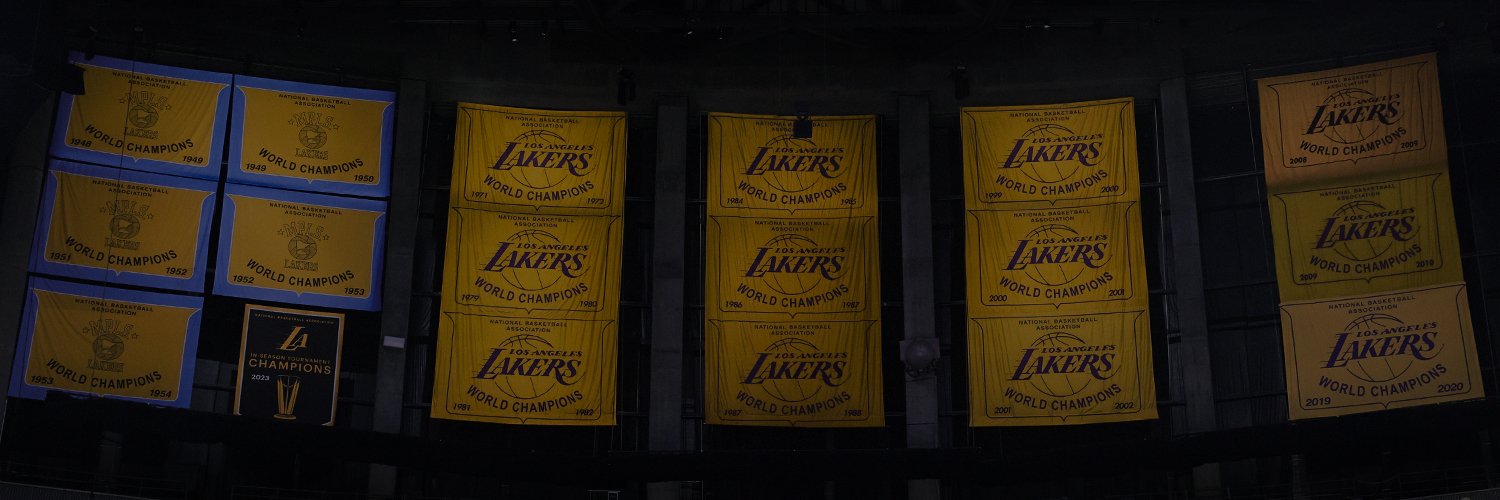 NATIONAL BASKETBALL
ASSOCIATION
MPLS
LAKERS
WORLD CHAMPIONS
1948 1949
NATIONAL BASKETBALL
ASSOCIATION
MPLS
LAKERS
WORLD CHAMPIONS
1949 1950
NATIONAL BASKETBALL
ASSOCIATION
MPLS
LAKERS
WORLD CHAMPIONS
1951 1952
NATIONAL BASKETBALL
ASSOCIATION
MPLS
LAKERS
WORLD CHAMPIONS
1952 1953
NATIONAL BASKETBALL
ASSOCIATION
MPLS
LAKERS
WORLD CHAMPIONS
1953 1954
NATIONAL BASKETBALL ASSOCIATION
LA
IN-SEASON TOURNAMENT
CHAMPIONS
2023
NATIONAL BASKETBALL
ASSOCIATION
LOS ANGELES
LAKERS
WORLD CHAMPIONS
1971 1972
NATIONAL BASKETBALL
ASSOCIATION
LOS ANGELES
LAKERS
WORLD CHAMPIONS
1979 1980
NATIONAL BASKETBALL
ASSOCIATION
LOS ANGELES
LAKERS
WORLD CHAMPIONS
1981 1982
NATIONAL BASKETBALL
LOS ANGELES
LAKERS
WORLD CHAMPIONS
1984 1985
NATIONAL BASKETBALL
ASSOCIATION
LOS ANGELES
LAKERS
WORLD CHAMPIONS
1986 1987
NATIONAL BASKETBALL
ASSOCIATION
LOS ANGELES
LAKERS
WORLD CHAMPIONS
1987 1988
NATIONAL BASKETBALL
ASSOCIATION
LOS ANGELES
LAKERS
WORLD CHAMPIONS
1999 2000
NATIONAL BASKETBALL
ASSOCIATION
LOS ANGELES
LAKERS
WORLD CHAMPIONS
2000 2001
NATIONAL BASKETBALL
ASSOCIATION
LOS ANGELES
LAKERS
WORLD CHAMPIONS
2001 2002
NATIONAL BASKETBALL
ASSOCIATION
LOS ANGELES
LAKERS
WORLD CHAMPIONS
2008 2009
NATIONAL BASKETBALL
ASSOCIATION
LOS ANGELES
LAKERS
WORLD CHAMPIONS
2009 2010
NATIONAL BASKETBALL
ASSOCIATION
LOS ANGELES
LAKERS
WORLD CHAMPIONS
2019 2020